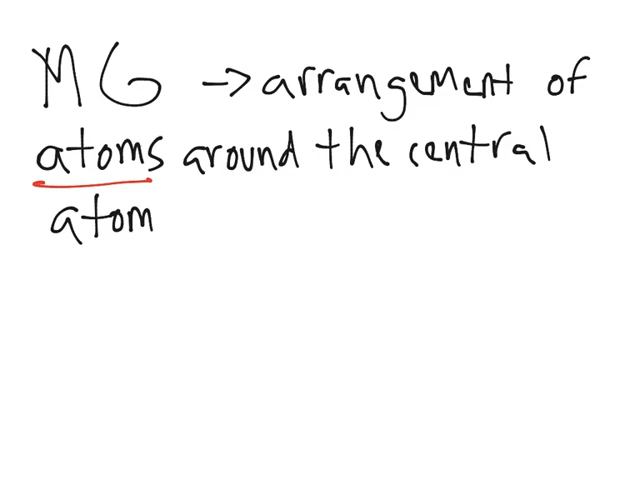 MG -> arrangement of
atoms around the central
atom